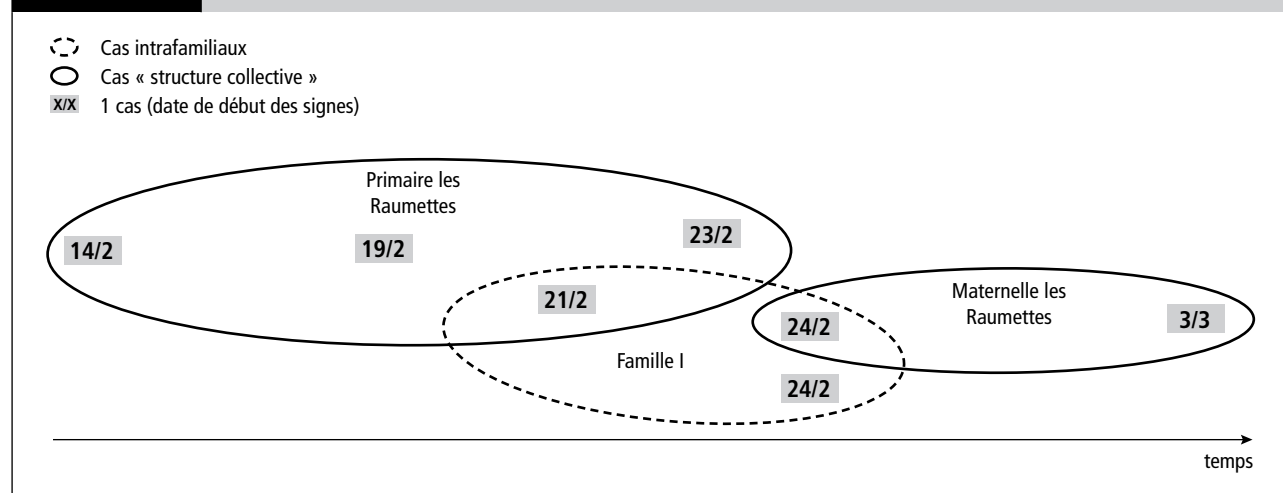 Cas intrafamiliaux
Cas « structure collective »
X/X 1 cas (date de début des signes)
Primaire les
Raumettes
14/2
19/2
23/2
21/2
Maternelle les
Raumettes
24/2
3/3
Famille I
24/2
temps